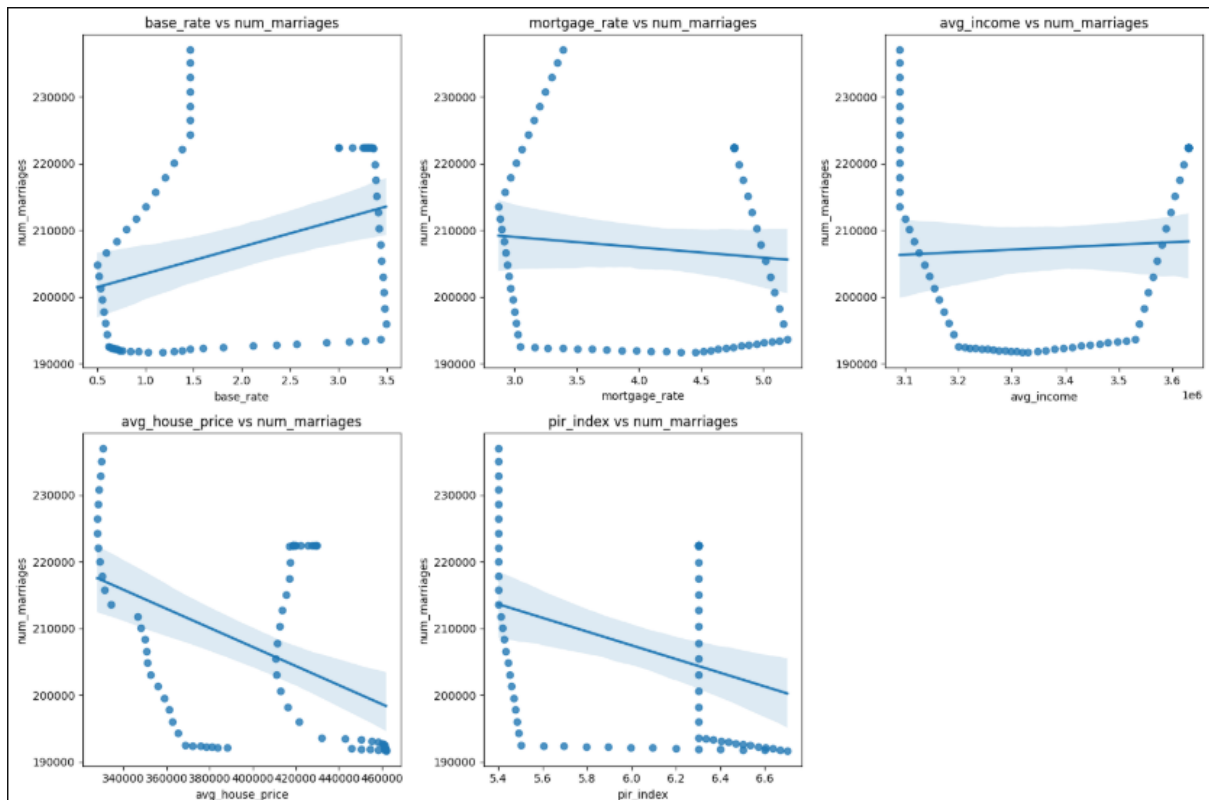 base_rate vs num_marriages
num_marriages
230000
220000
210000
200000
190000
0.5 1.0 1.5 2.0 2.5 3.0 3.5
base_rate
mortgage_rate vs num_marriages
num_marriages
230000
220000
210000
200000
190000
3.0 3.5 4.0 4.5 5.0
mortgage_rate
avg_income vs num_marriages
num_marriages
230000
220000
210000
200000
190000
3.1 3.2 3.3 3.4 3.5 3.6
1e6
avg_income
avg_house_price vs num_marriages
num_marriages
230000
220000
210000
200000
190000
340000 360000 380000 400000 420000 440000 460000
avg_house_price
pir_index vs num_marriages
num_marriages
230000
220000
210000
200000
190000
5.4 5.6 5.8 6.0 6.2 6.4 6.6
pir_index